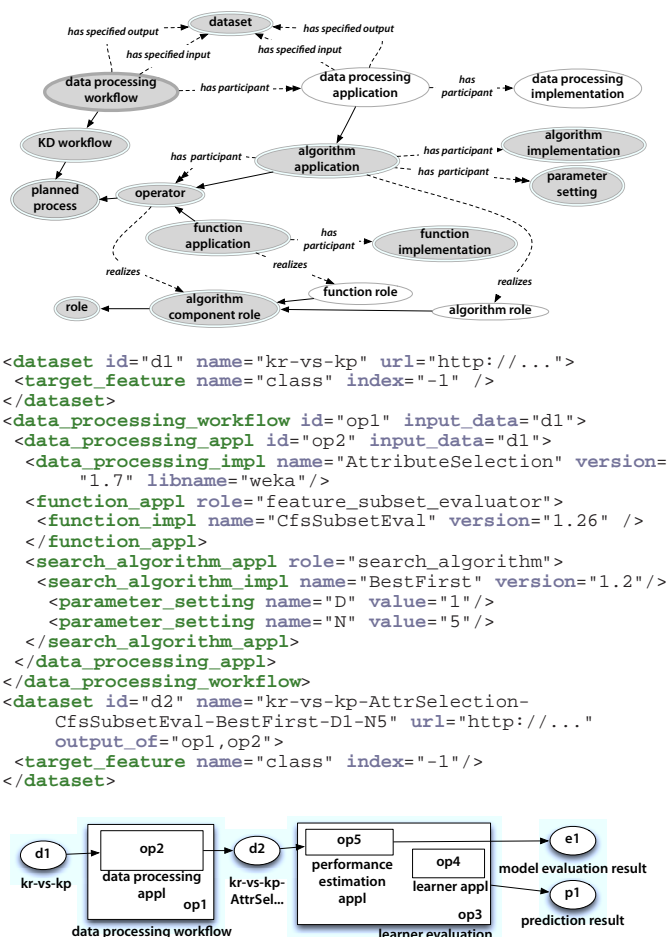 dataset
has specified output
has specified output
has specified input
has specified input
data processing
workflow
has participant
data processing
application
has
participant
data processing
implementation
KD workflow
has participant
algorithm
application
has participant
algorithm
implementation
has participant
parameter
setting
planned
process
operator
function
application
has
participant
function
implementation
realizes
realizes
realizes
function role
role
algorithm
component role
algorithm role
<dataset id="d1" name="kr-vs-kp" url="http://...">
<target_feature name="class" index="-1" />
</dataset>
<data_processing_workflow id="op1" input_data="d1">
<data_processing_appl id="op2" input_data="d1">
<data_processing_impl name="AttributeSelection" version=
"1.7" libname="weka"/>
<function_appl role="feature_subset_evaluator">
<function_impl name="CfsSubsetEval" version="1.26" />
</function_appl>
<search_algorithm_appl role="search_algorithm">
<search_algorithm_impl name="BestFirst" version="1.2"/>
<parameter_setting name="D" value="1"/>
<parameter_setting name="N" value="5"/>
</search_algorithm_appl>
</data_processing_appl>
</data_processing_workflow>
<dataset id="d2" name="kr-vs-kp-AttrSelection-
CfsSubsetEval-BestFirst-D1-N5" url="http://..."
output_of="op1,op2">
<target_feature name="class" index="-1"/>
</dataset>
d1
kr-vs-kp
op2
data processing
appl
op1
data processing workflow
d2
kr-vs-kp-
AttrSel...
op5
performance
estimation
appl
op4
learner appl
op3
learner evaluation
e1
model evaluation result
p1
prediction result